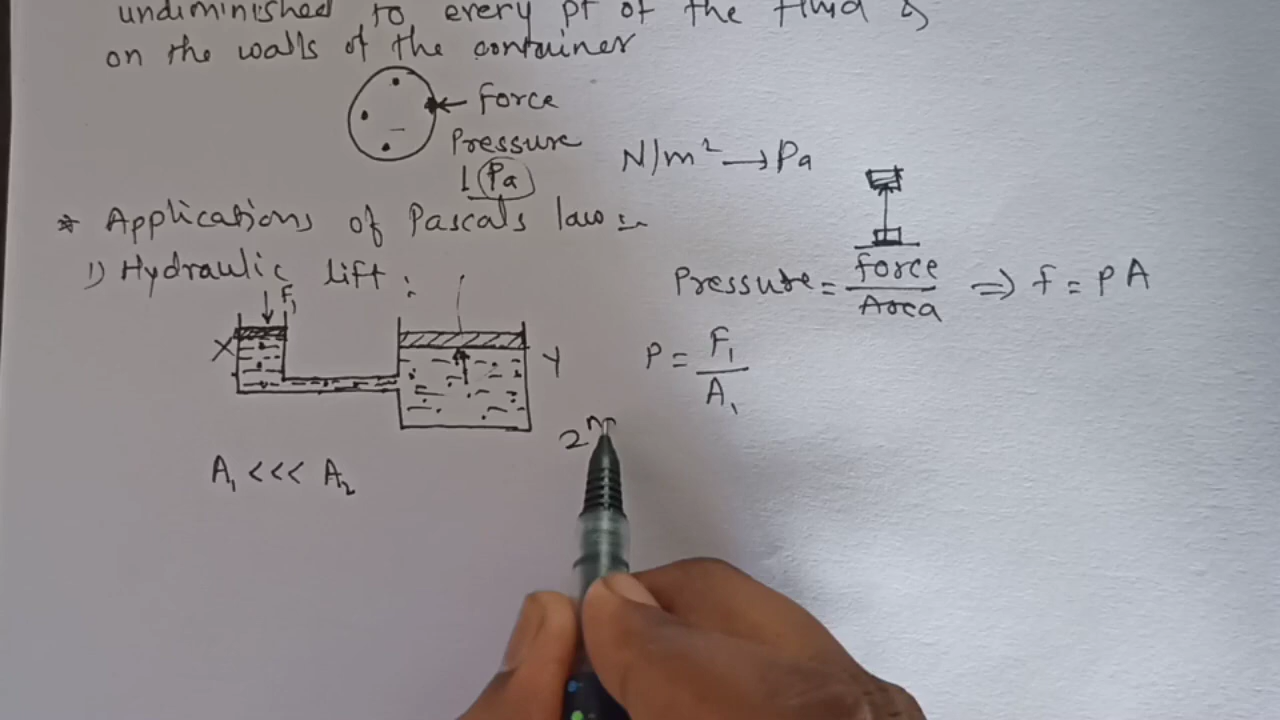 undiminished to every pt of the fluid &
on the walls of the container
← Force
Pressure
1 Pa
N/m² → Pa
* Applications of Pascals law :-
1) Hydraulic lift :
Pressure = force / Area ⇒ f = PA
F₁
X
Y
P = F₁ / A₁
2n
A₁ <<< A₂